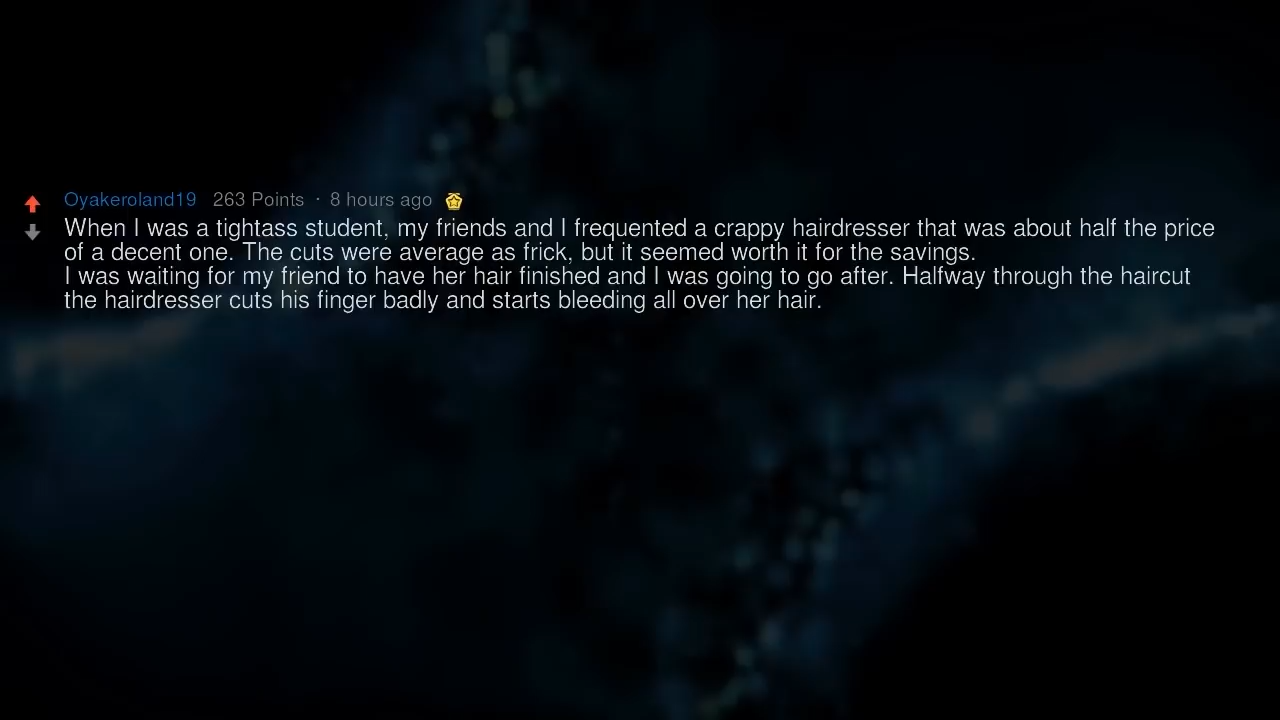 Oyakeroland19 263 Points · 8 hours ago
When I was a tightass student, my friends and I frequented a crappy hairdresser that was about half the price
of a decent one. The cuts were average as frick, but it seemed worth it for the savings.
I was waiting for my friend to have her hair finished and I was going to go after. Halfway through the haircut
the hairdresser cuts his finger badly and starts bleeding all over her hair.